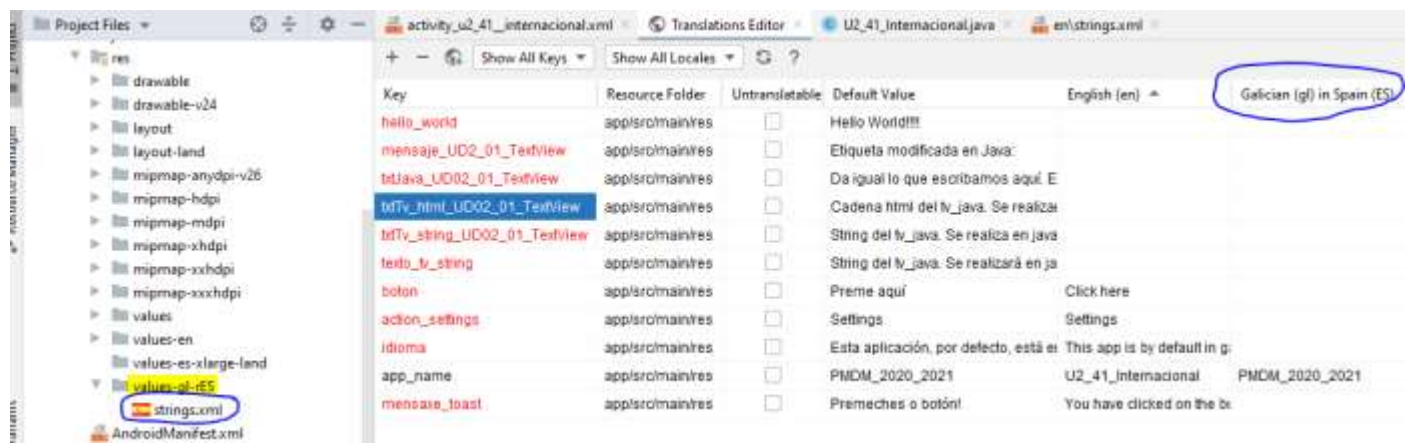 Project Files
activity_u2_41__internacional.xml Translations Editor U2_41_Internacional.java en\strings.xml
res
drawable
drawable-v24
layout
layout-land
mipmap-anydpi-v26
mipmap-hdpi
mipmap-mdpi
mipmap-xhdpi
mipmap-xxhdpi
mipmap-xxxhdpi
values
values-en
values-es-xlarge-land
values-gl-rES
strings.xml
AndroidManifest.xml
+ − Show All Keys Show All Locales ?
Key Resource Folder Untranslatable Default Value English (en) Galician (gl) in Spain (ES)
hello_world app/src/main/res Hello World!!!!
mensaje_UD2_01_TextView app/src/main/res Etiqueta modificada en Java:
txtJava_UD02_01_TextView app/src/main/res Da igual lo que escribamos aquí. E
txtTv_html_UD02_01_TextView app/src/main/res Cadena html del tv_java. Se realiza
txtTv_string_UD02_01_TextView app/src/main/res String del tv_java. Se realiza en java
texto_tv_string app/src/main/res String del tv_java. Se realizará en ja
boton app/src/main/res Preme aquí Click here
action_settings app/src/main/res Settings Settings
idioma app/src/main/res Esta aplicación, por defecto, está e This app is by default in g
app_name app/src/main/res PMDM_2020_2021 U2_41_Internacional PMDM_2020_2021
mensaxe_toast app/src/main/res Premeches o botón! You have clicked on the b